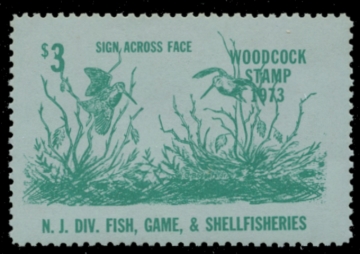 $3
SIGN ACROSS FACE
WOODCOCK
STAMP
1973
N. J. DIV. FISH, GAME, & SHELLFISHERIES